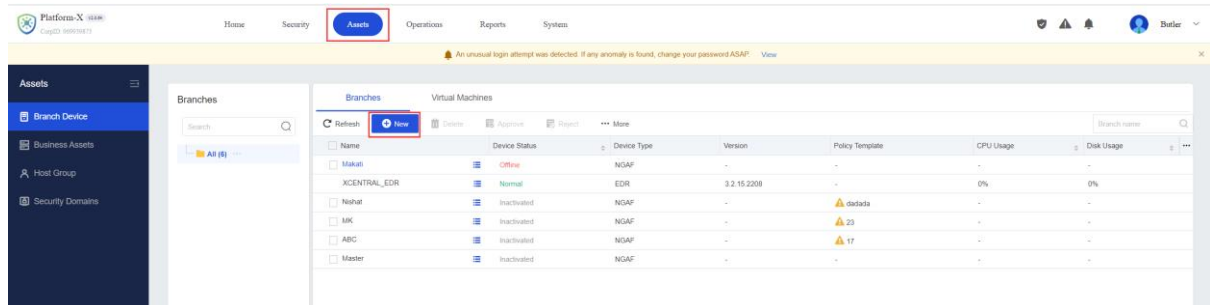 Platform-X
Home Security Assets Operations Reports System
Butler
An unusual login attempt was detected. If any anomaly is found, change your password ASAP. View
Assets
Branch Device
Business Assets
Host Group
Security Domains
Branches
Search
All (6)
Branches Virtual Machines
Refresh New Delete Approve Reject More Branch name
Name Device Status Device Type Version Policy Template CPU Usage Disk Usage
Makati Offline NGAF - - - -
XCENTRAL_EDR Normal EDR 3.2.15.2208 - 0% 0%
Nishat Inactivated NGAF - dadada - -
MK Inactivated NGAF - 23 - -
ABC Inactivated NGAF - 17 - -
Master Inactivated NGAF - - - -